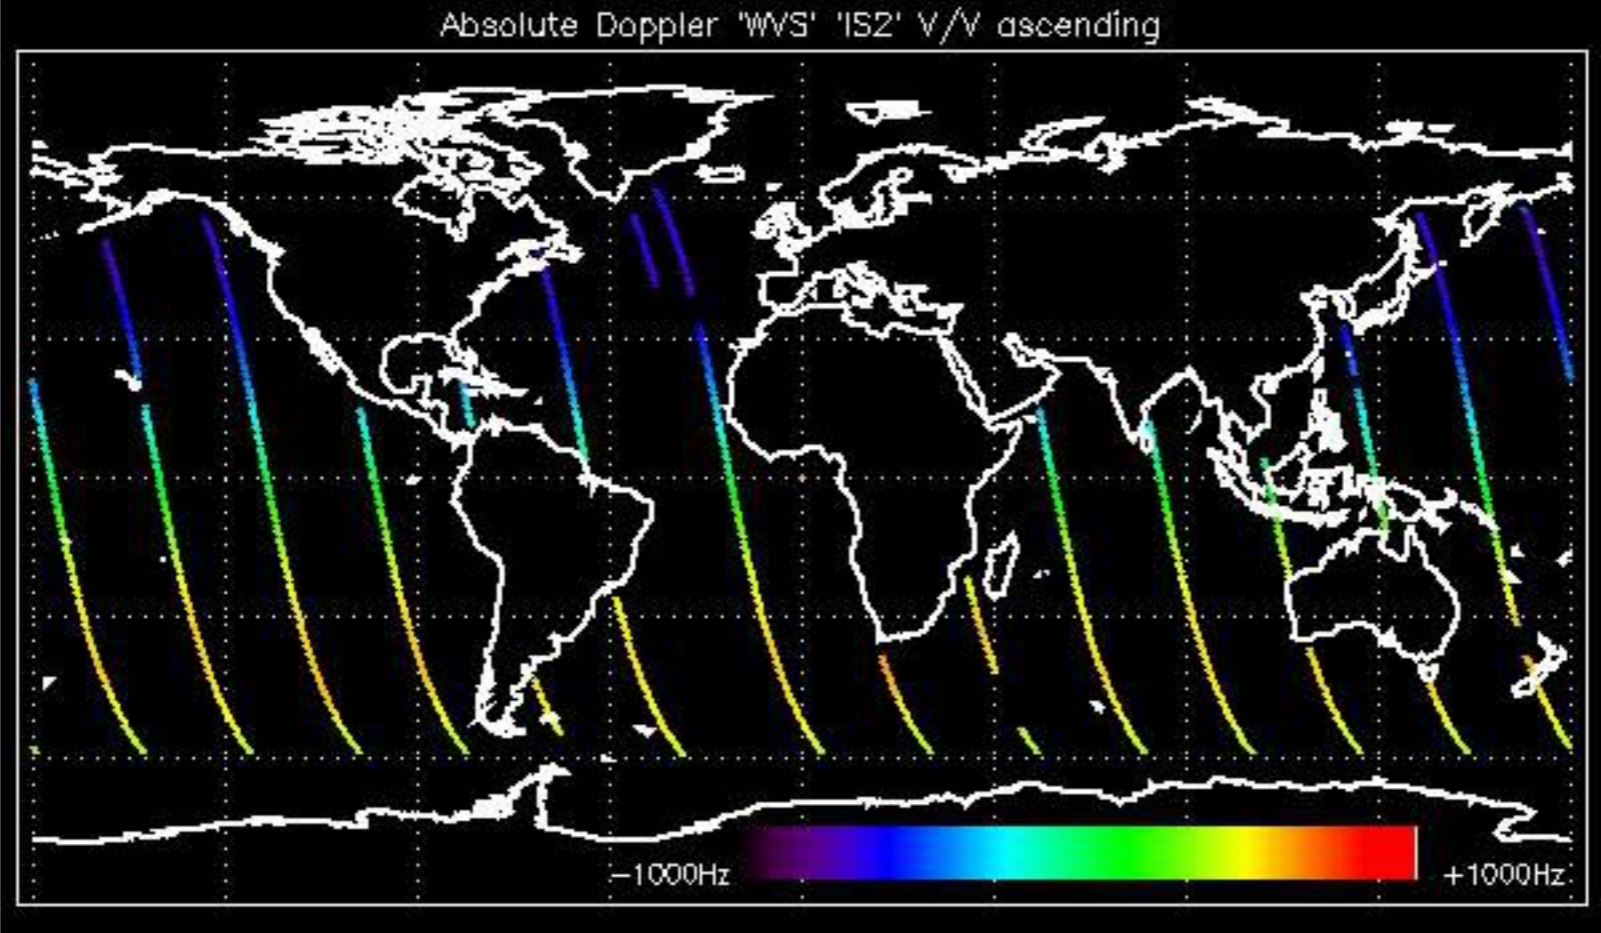 Absolute Doppler 'WVS' 'IS2' V/V ascending
−1000Hz +1000Hz